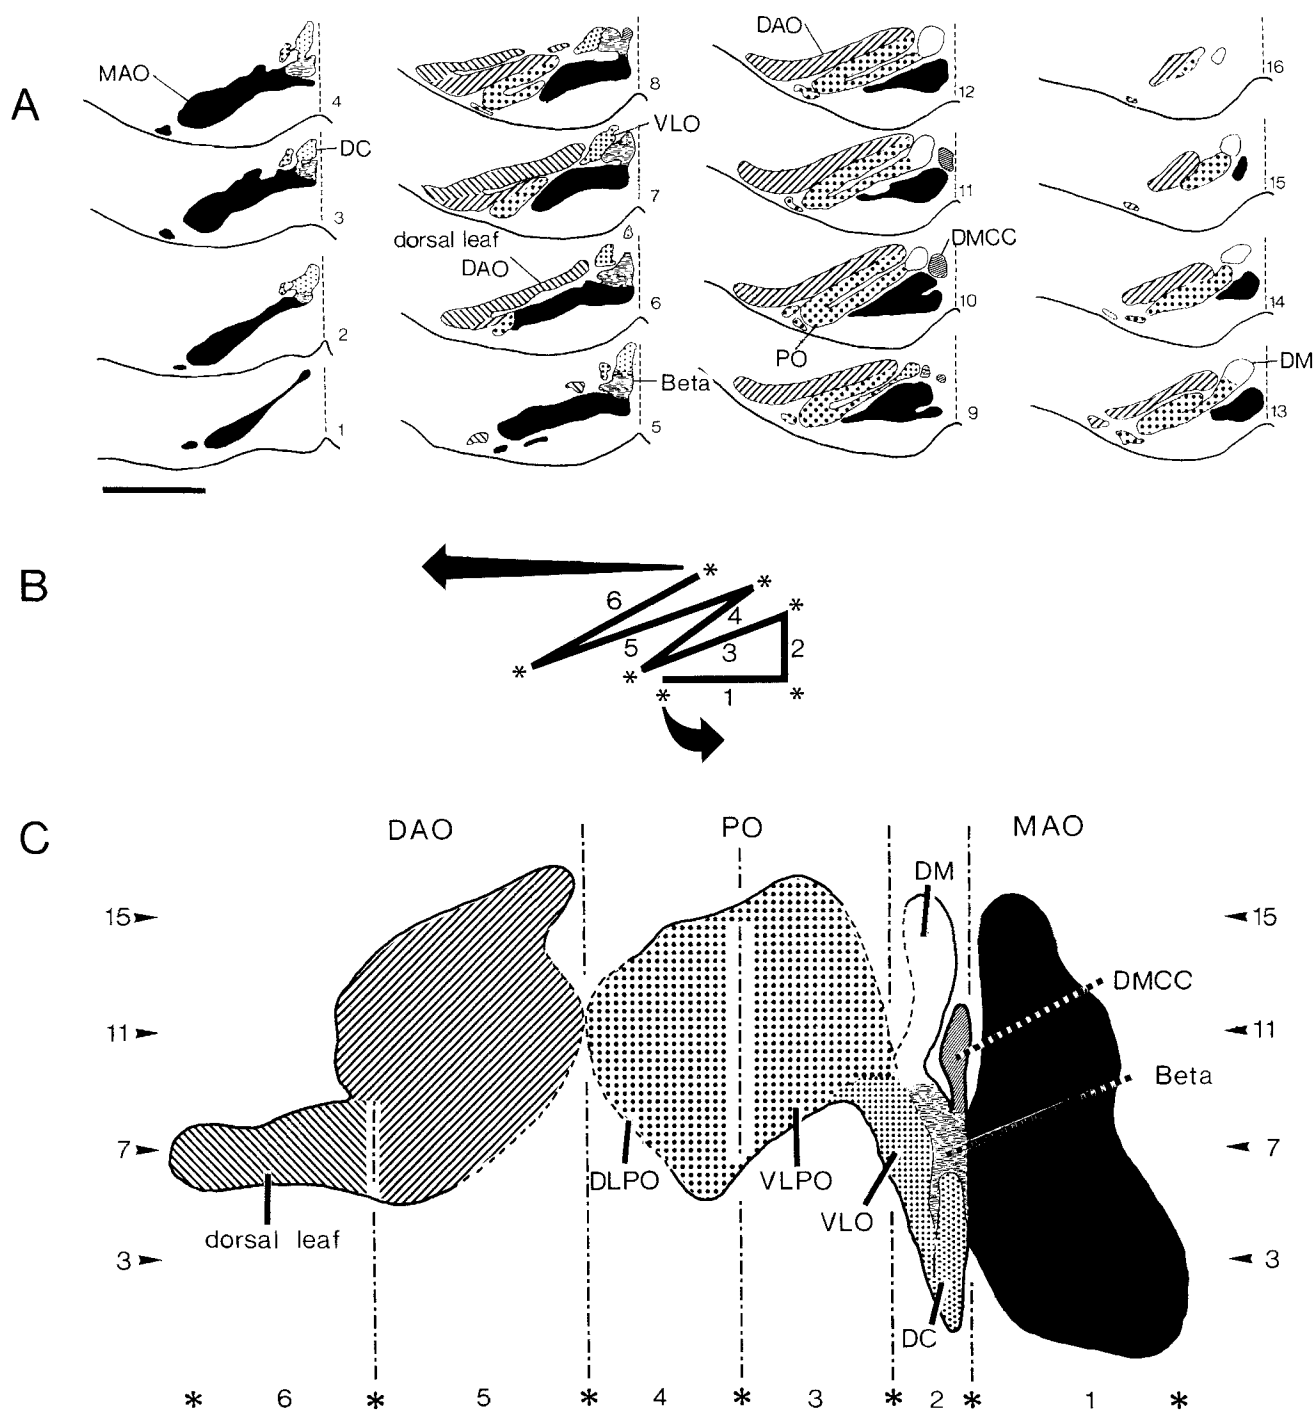 A
MAO
4
DC
3
2
1
8
VLO
7
dorsal leaf
DAO
6
Beta
5
DAO
12
11
DMCC
10
PO
9
16
15
14
DM
13
B
* * *
6 4
5 3 2
* * * *
1
C
DAO PO MAO
DM
15 15
DMCC
11 11
Beta
7 7
DLPO VLPO
VLO
dorsal leaf
3 3
DC
* 6 * 5 * 4 * 3 * 2 * 1 *